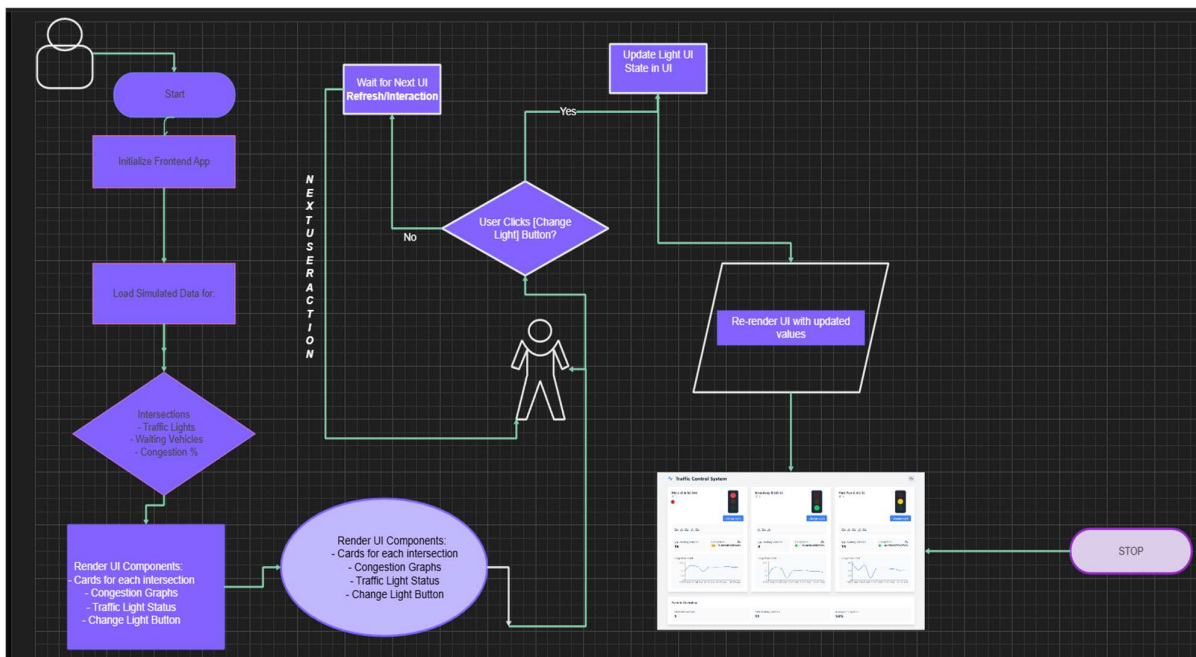 Start
Initialize Frontend App
Load Simulated Data for:
Intersections
- Traffic Lights
- Waiting Vehicles
- Congestion %
Render UI Components:
- Cards for each intersection
- Congestion Graphs
- Traffic Light Status
- Change Light Button
Render UI Components:
- Cards for each intersection
- Congestion Graphs
- Traffic Light Status
- Change Light Button
NEXTUSERACTION
Wait for Next UI
Refresh/Interaction
No
User Clicks [Change
Light] Button?
Yes
Update Light UI
State in UI
Re-render UI with updated
values
Traffic Control System
STOP